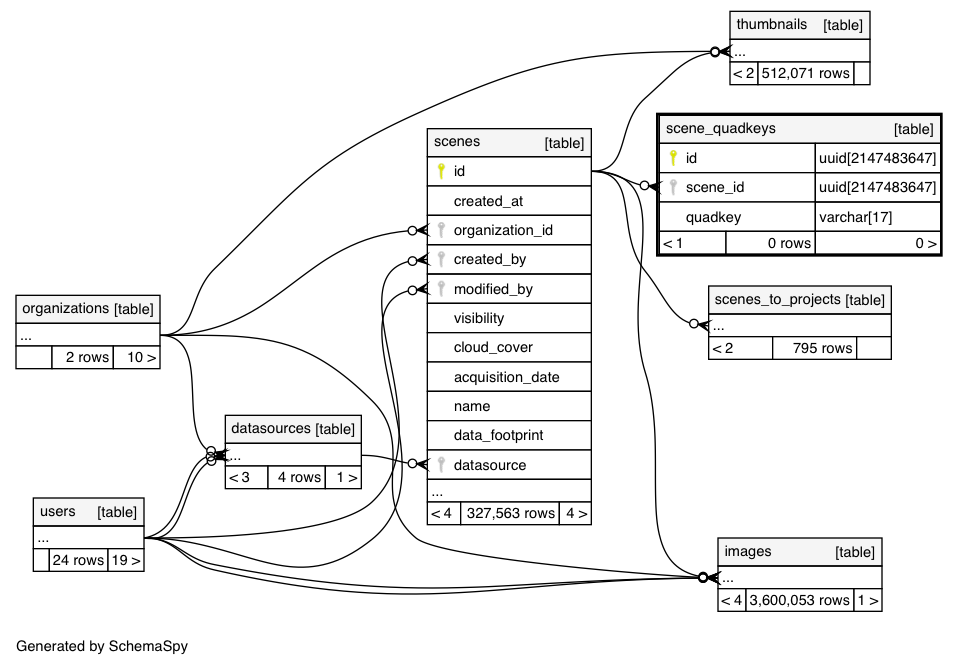 thumbnails [table]
...
< 2 512,071 rows
scene_quadkeys [table]
id uuid[2147483647]
scene_id uuid[2147483647]
quadkey varchar[17]
< 1 0 rows 0 >
scenes [table]
id
created_at
organization_id
created_by
modified_by
visibility
cloud_cover
acquisition_date
name
data_footprint
datasource
...
< 4 327,563 rows 4 >
scenes_to_projects [table]
...
< 2 795 rows
organizations [table]
...
2 rows 10 >
datasources [table]
...
< 3 4 rows 1 >
users [table]
...
24 rows 19 >
images [table]
...
< 4 3,600,053 rows 1 >
Generated by SchemaSpy